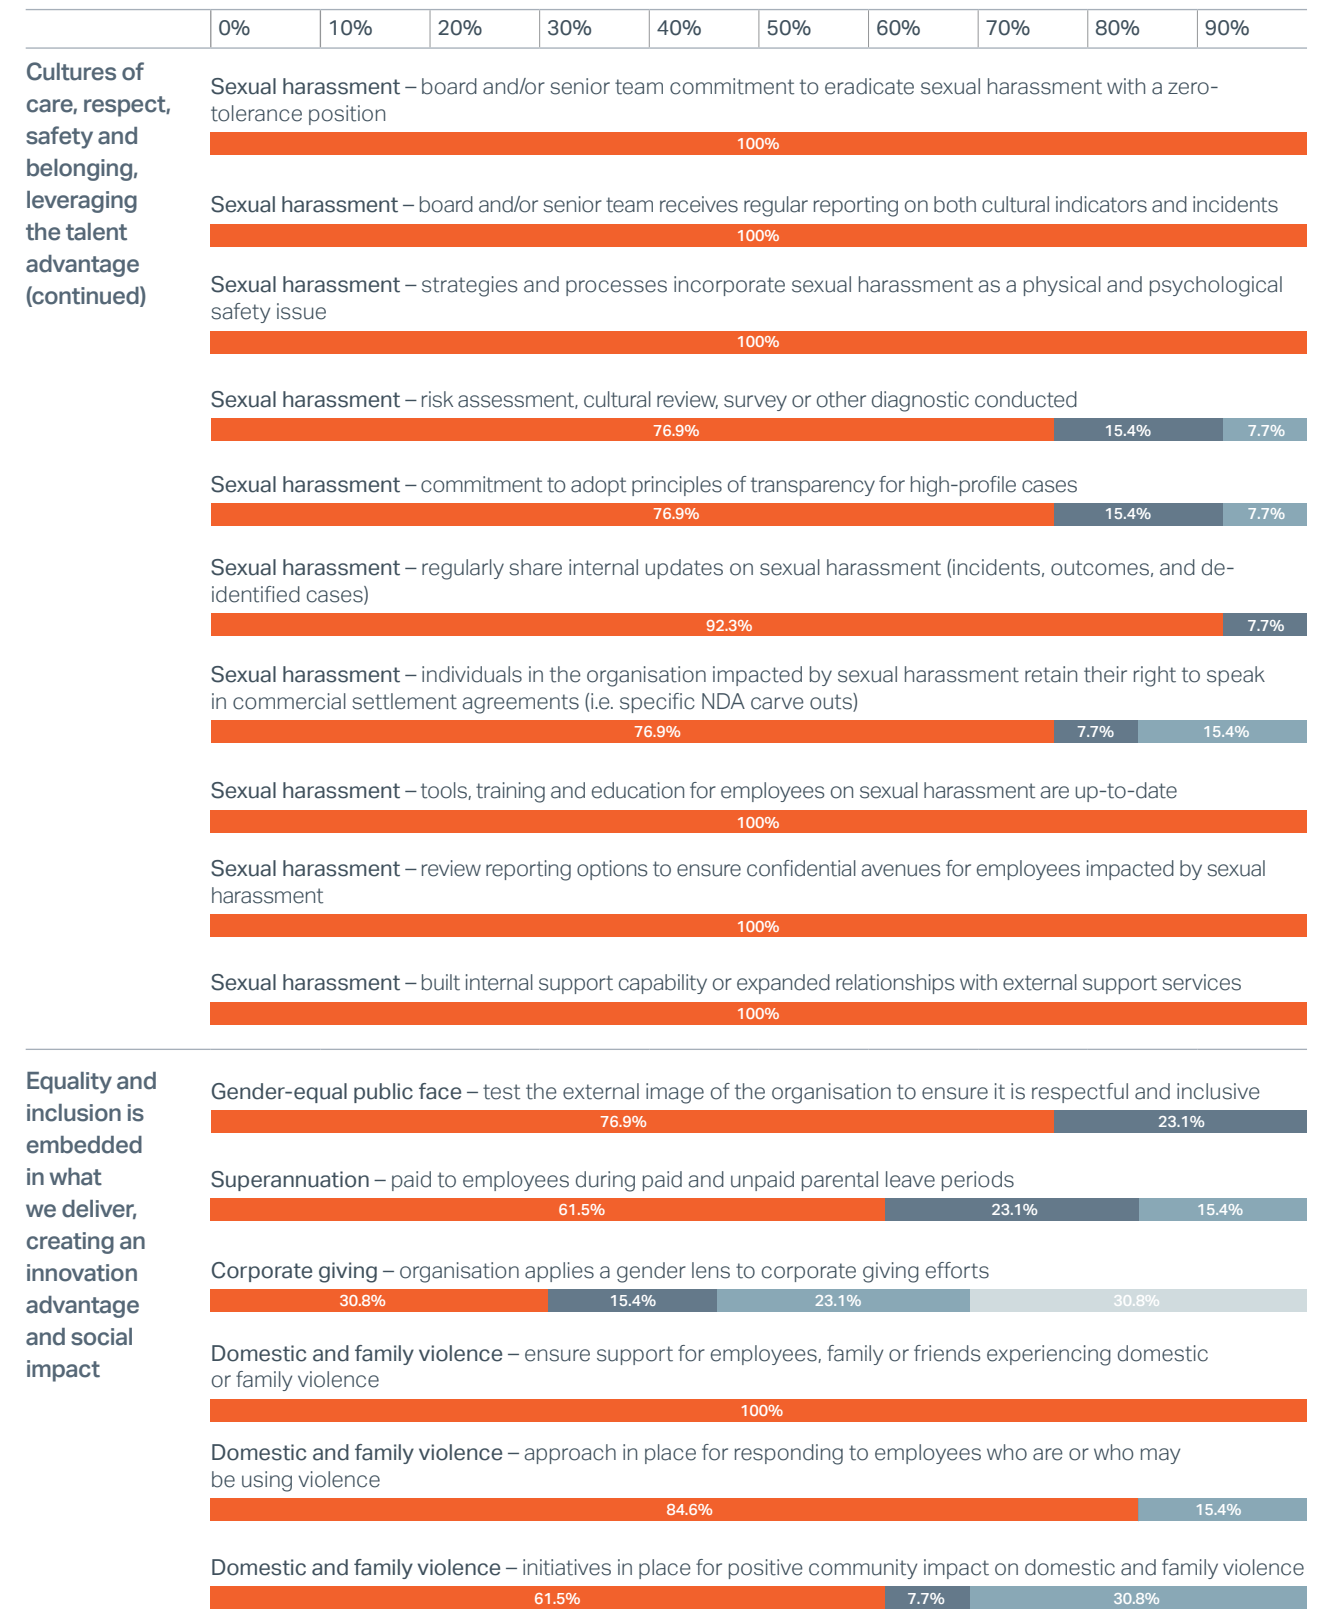 0% 10% 20% 30% 40% 50% 60% 70% 80% 90%
Cultures of
care, respect,
safety and
belonging,
leveraging
the talent
advantage
(continued)
Sexual harassment – board and/or senior team commitment to eradicate sexual harassment with a zero-
tolerance position
100%
Sexual harassment – board and/or senior team receives regular reporting on both cultural indicators and incidents
100%
Sexual harassment – strategies and processes incorporate sexual harassment as a physical and psychological
safety issue
100%
Sexual harassment – risk assessment, cultural review, survey or other diagnostic conducted
76.9% 15.4% 7.7%
Sexual harassment – commitment to adopt principles of transparency for high-profile cases
76.9% 15.4% 7.7%
Sexual harassment – regularly share internal updates on sexual harassment (incidents, outcomes, and de-
identified cases)
92.3% 7.7%
Sexual harassment – individuals in the organisation impacted by sexual harassment retain their right to speak
in commercial settlement agreements (i.e. specific NDA carve outs)
76.9% 7.7% 15.4%
Sexual harassment – tools, training and education for employees on sexual harassment are up-to-date
100%
Sexual harassment – review reporting options to ensure confidential avenues for employees impacted by sexual
harassment
100%
Sexual harassment – built internal support capability or expanded relationships with external support services
100%
Equality and
inclusion is
embedded
in what
we deliver,
creating an
innovation
advantage
and social
impact
Gender-equal public face – test the external image of the organisation to ensure it is respectful and inclusive
76.9% 23.1%
Superannuation – paid to employees during paid and unpaid parental leave periods
61.5% 23.1% 15.4%
Corporate giving – organisation applies a gender lens to corporate giving efforts
30.8% 15.4% 23.1% 30.8%
Domestic and family violence – ensure support for employees, family or friends experiencing domestic
or family violence
100%
Domestic and family violence – approach in place for responding to employees who are or who may
be using violence
84.6% 15.4%
Domestic and family violence – initiatives in place for positive community impact on domestic and family violence
61.5% 7.7% 30.8%